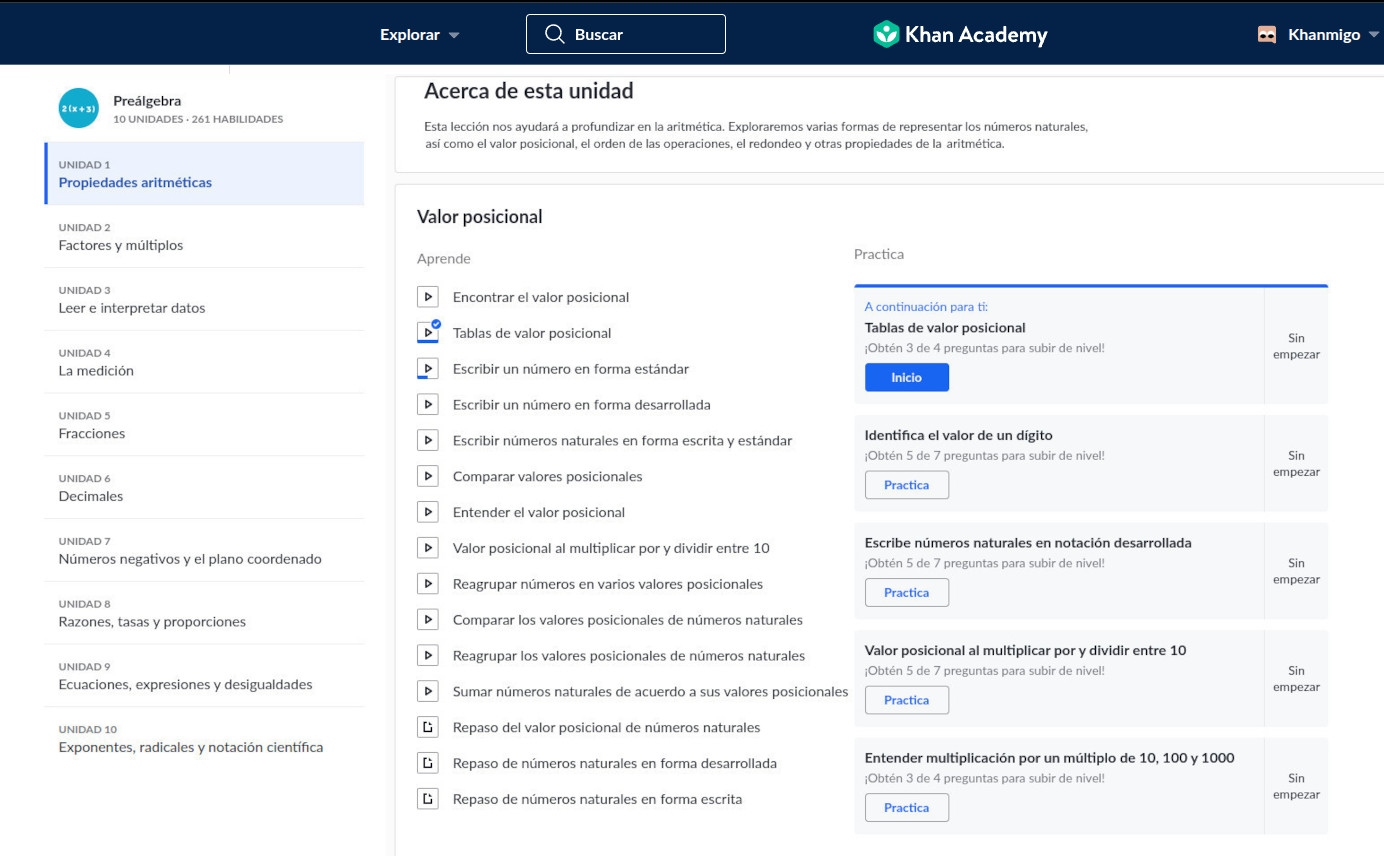 Explorar
Buscar
Khan Academy
Khanmigo
2(x+3)
Preálgebra
10 UNIDADES · 261 HABILIDADES
UNIDAD 1
Propiedades aritméticas
UNIDAD 2
Factores y múltiplos
UNIDAD 3
Leer e interpretar datos
UNIDAD 4
La medición
UNIDAD 5
Fracciones
UNIDAD 6
Decimales
UNIDAD 7
Números negativos y el plano coordenado
UNIDAD 8
Razones, tasas y proporciones
UNIDAD 9
Ecuaciones, expresiones y desigualdades
UNIDAD 10
Exponentes, radicales y notación científica
Acerca de esta unidad
Esta lección nos ayudará a profundizar en la aritmética. Exploraremos varias formas de representar los números naturales,
así como el valor posicional, el orden de las operaciones, el redondeo y otras propiedades de la aritmética.
Valor posicional
Aprende
Encontrar el valor posicional
Tablas de valor posicional
Escribir un número en forma estándar
Escribir un número en forma desarrollada
Escribir números naturales en forma escrita y estándar
Comparar valores posicionales
Entender el valor posicional
Valor posicional al multiplicar por y dividir entre 10
Reagrupar números en varios valores posicionales
Comparar los valores posicionales de números naturales
Reagrupar los valores posicionales de números naturales
Sumar números naturales de acuerdo a sus valores posicionales
Repaso del valor posicional de números naturales
Repaso de números naturales en forma desarrollada
Repaso de números naturales en forma escrita
Practica
A continuación para ti:
Tablas de valor posicional
¡Obtén 3 de 4 preguntas para subir de nivel!
Inicio
Sin
empezar
Identifica el valor de un dígito
¡Obtén 5 de 7 preguntas para subir de nivel!
Practica
Sin
empezar
Escribe números naturales en notación desarrollada
¡Obtén 5 de 7 preguntas para subir de nivel!
Practica
Sin
empezar
Valor posicional al multiplicar por y dividir entre 10
¡Obtén 5 de 7 preguntas para subir de nivel!
Practica
Sin
empezar
Entender multiplicación por un múltiplo de 10, 100 y 1000
¡Obtén 3 de 4 preguntas para subir de nivel!
Practica
Sin
empezar